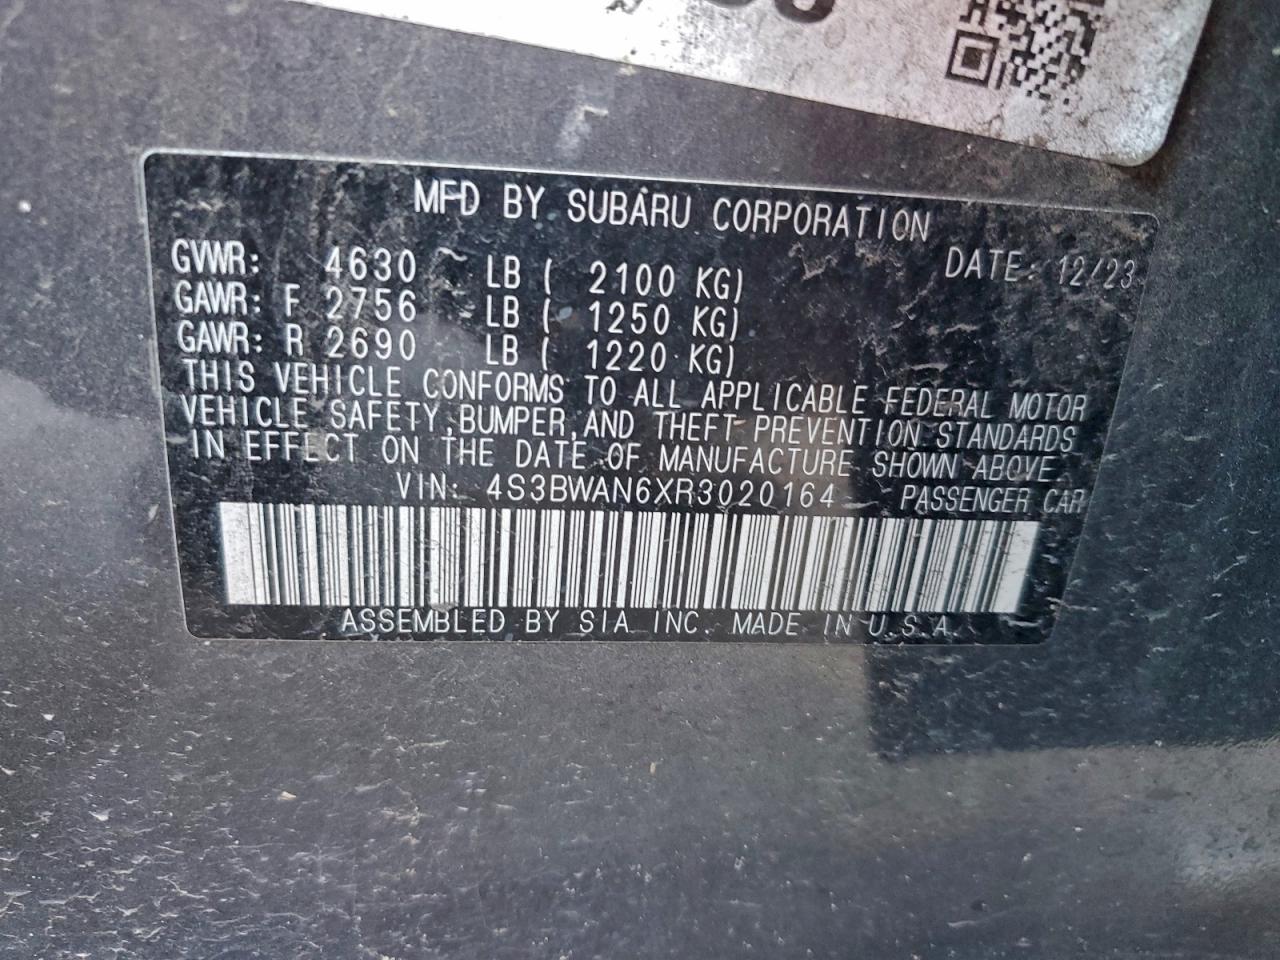 MFD BY SUBARU CORPORATION
DATE: 12/23
GVWR: 4630 LB ( 2100 KG)
GAWR: F 2756 LB ( 1250 KG)
GAWR: R 2690 LB ( 1220 KG)
THIS VEHICLE CONFORMS TO ALL APPLICABLE FEDERAL MOTOR
VEHICLE SAFETY, BUMPER, AND THEFT PREVENTION STANDARDS
IN EFFECT ON THE DATE OF MANUFACTURE SHOWN ABOVE.
VIN: 4S3BWAN6XR3020164 PASSENGER CAR
ASSEMBLED BY SIA INC. MADE IN U.S.A.